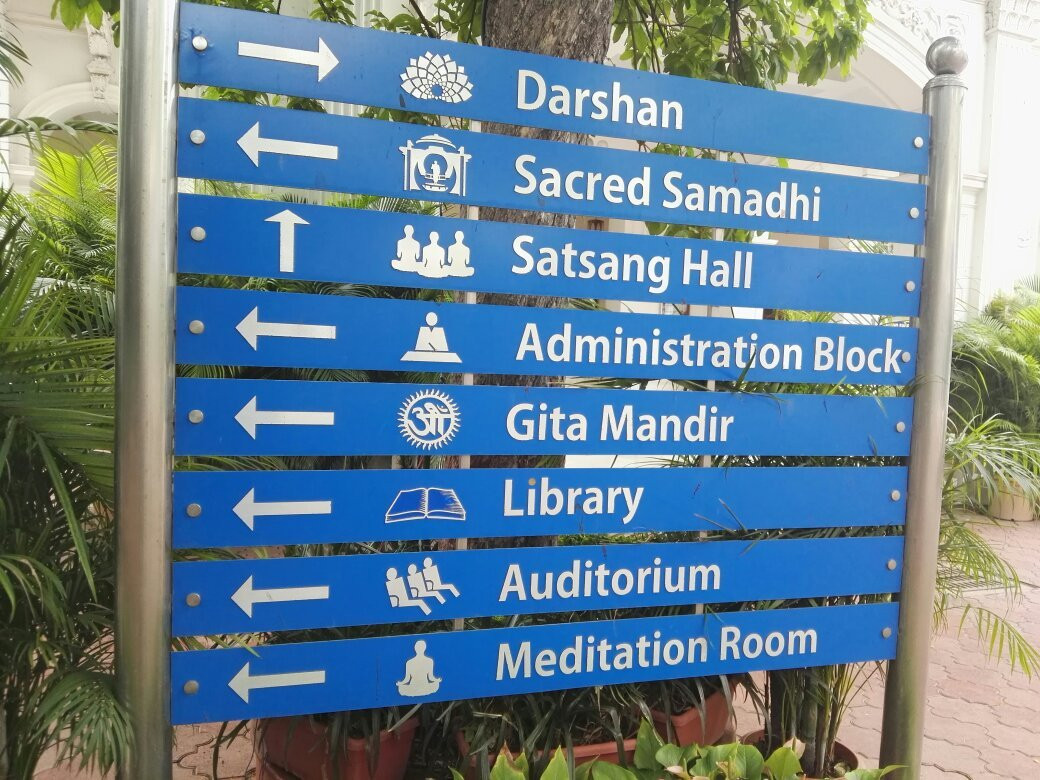 Darshan
Sacred Samadhi
Satsang Hall
Administration Block
Gita Mandir
Library
Auditorium
Meditation Room